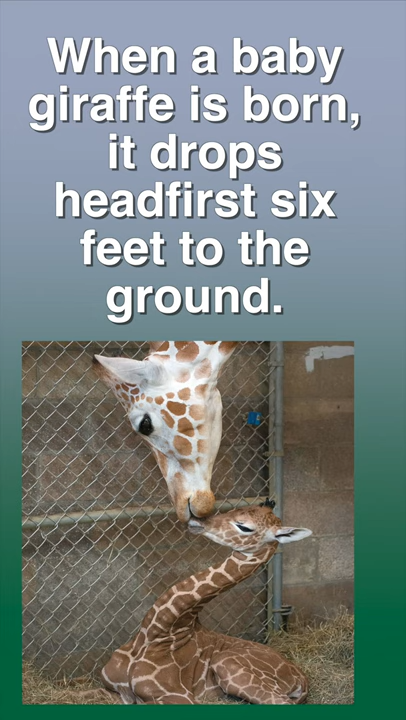 When a baby
giraffe is born,
it drops
headfirst six
feet to the
ground.